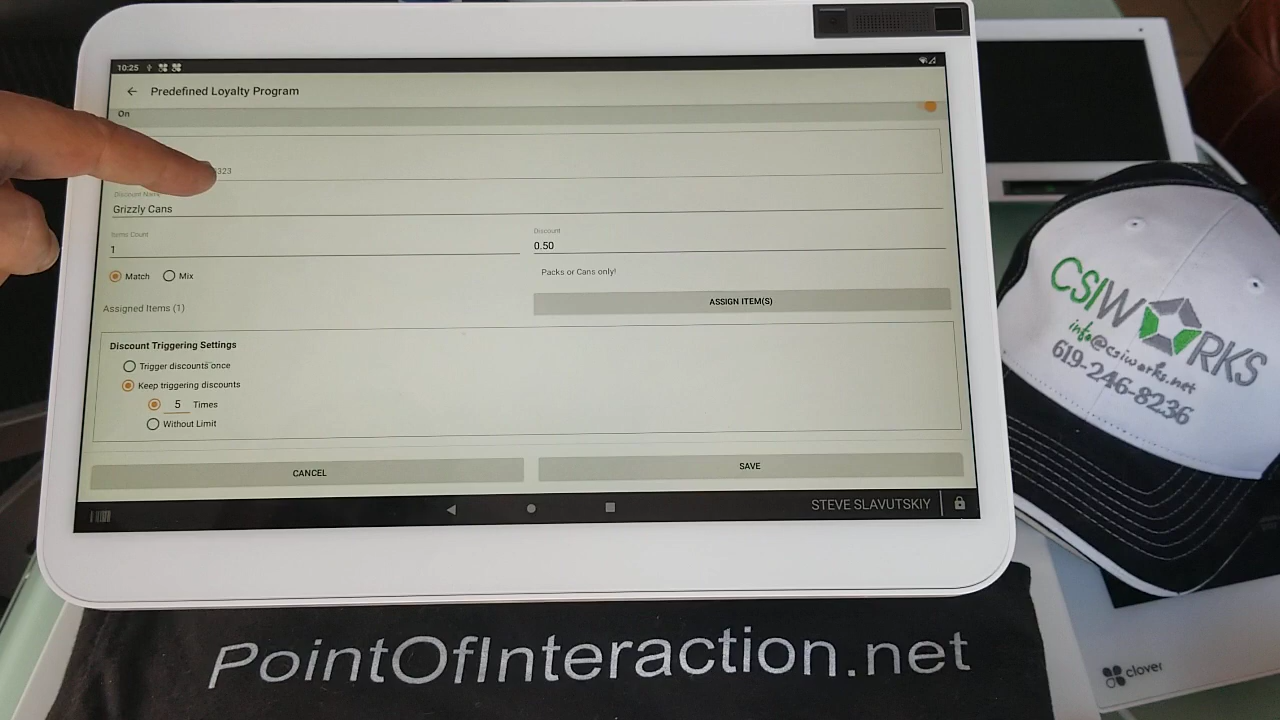 10:25
Predefined Loyalty Program
On
323
Discount Name
Grizzly Cans
Items Count
Discount
1
0.50
Match
Mix
Packs or Cans only!
Assigned Items (1)
ASSIGN ITEM(S)
Discount Triggering Settings
Trigger discounts once
Keep triggering discounts
5 Times
Without Limit
CANCEL
SAVE
STEVE SLAVUTSKIY
CSIWORKS
info@csiworks.net
619-246-8236
PointOfInteraction.net
clover